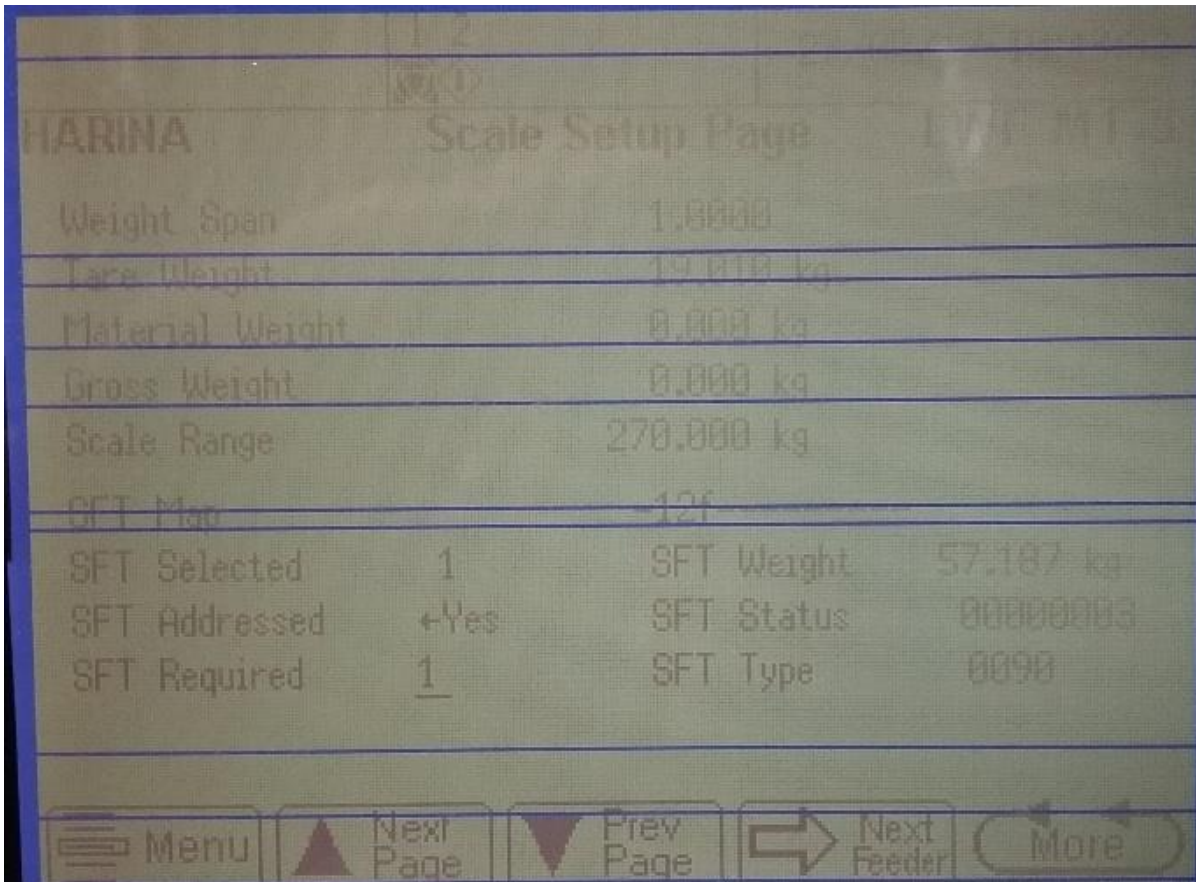 1 2
HARINA Scale Setup Page
Weight Span 1.0000
Tare Weight 19.010 kg
Material Weight 0.000 kg
Gross Weight 0.000 kg
Scale Range 270.000 kg
SFT Map -12f
SFT Selected 1 SFT Weight 57.187 kg
SFT Addressed ←Yes SFT Status 00000003
SFT Required 1 SFT Type 0090
Menu Next Page Prev Page Next Feeder More